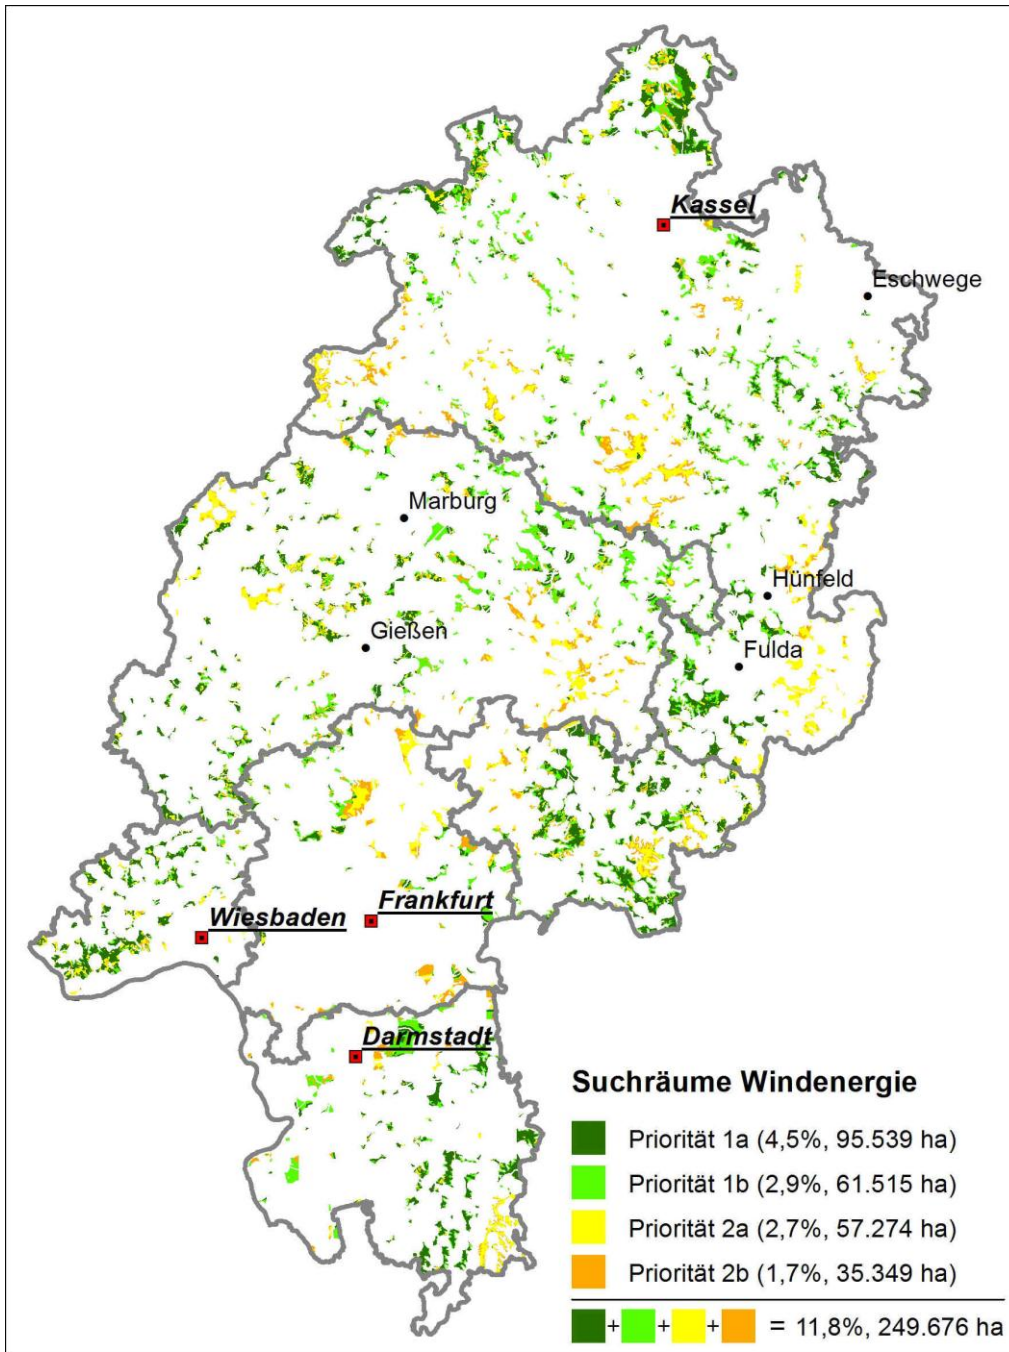 Kassel
Eschwege
Marburg
Hünfeld
Gießen
Fulda
Frankfurt
Wiesbaden
Darmstadt
Suchräume Windenergie
Priorität 1a (4,5%, 95.539 ha)
Priorität 1b (2,9%, 61.515 ha)
Priorität 2a (2,7%, 57.274 ha)
Priorität 2b (1,7%, 35.349 ha)
+ + + = 11,8%, 249.676 ha